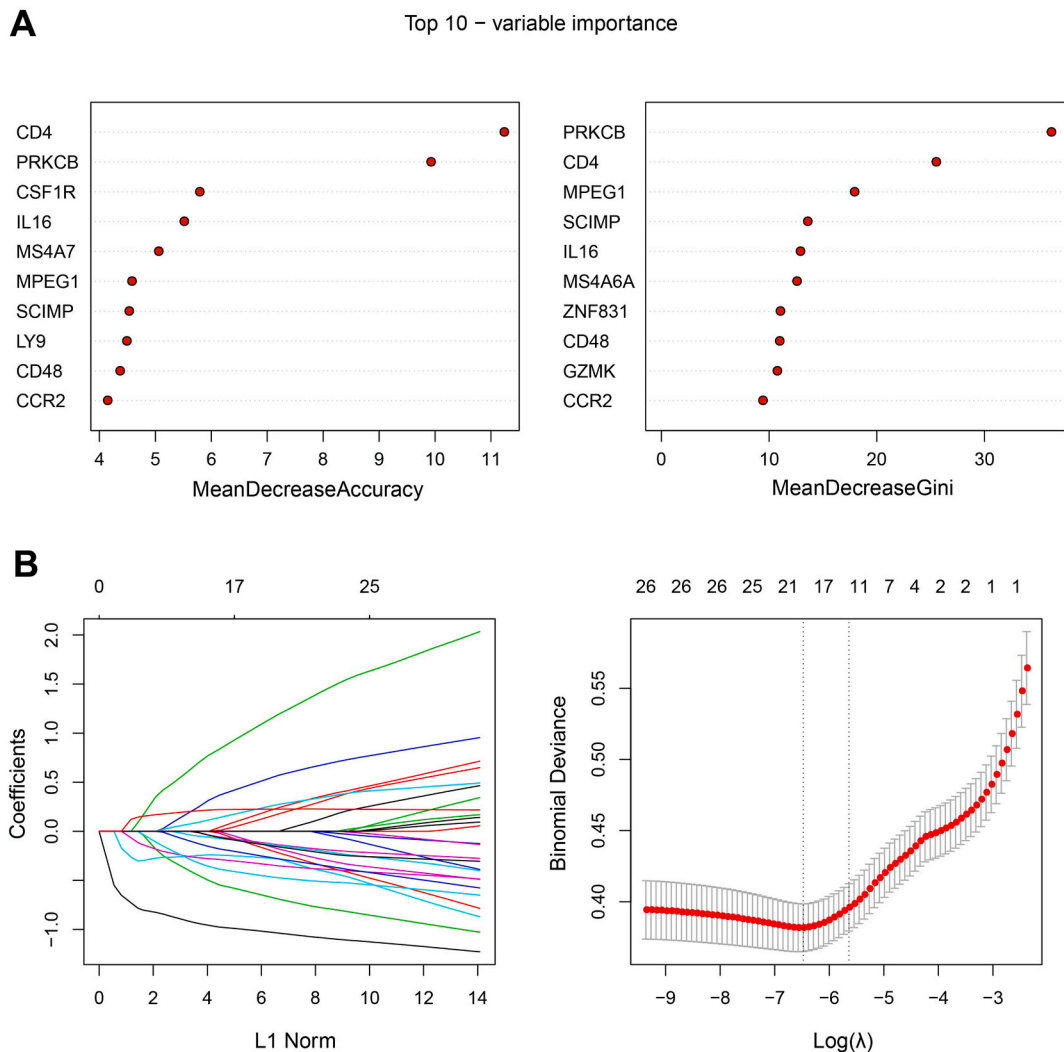 A
Top 10 − variable importance
CD4
PRKCB
CSF1R
IL16
MS4A7
MPEG1
SCIMP
LY9
CD48
CCR2
4 5 6 7 8 9 10 11
MeanDecreaseAccuracy
PRKCB
CD4
MPEG1
SCIMP
IL16
MS4A6A
ZNF831
CD48
GZMK
CCR2
0 10 20 30
MeanDecreaseGini
B
0 17 25
2.0
1.0
0.5
0.0
−1.0
Coefficients
0 2 4 6 8 10 12 14
L1 Norm
26 26 26 25 21 17 11 7 4 2 2 1 1
0.55
0.50
0.45
0.40
Binomial Deviance
−9 −8 −7 −6 −5 −4 −3
Log(λ)